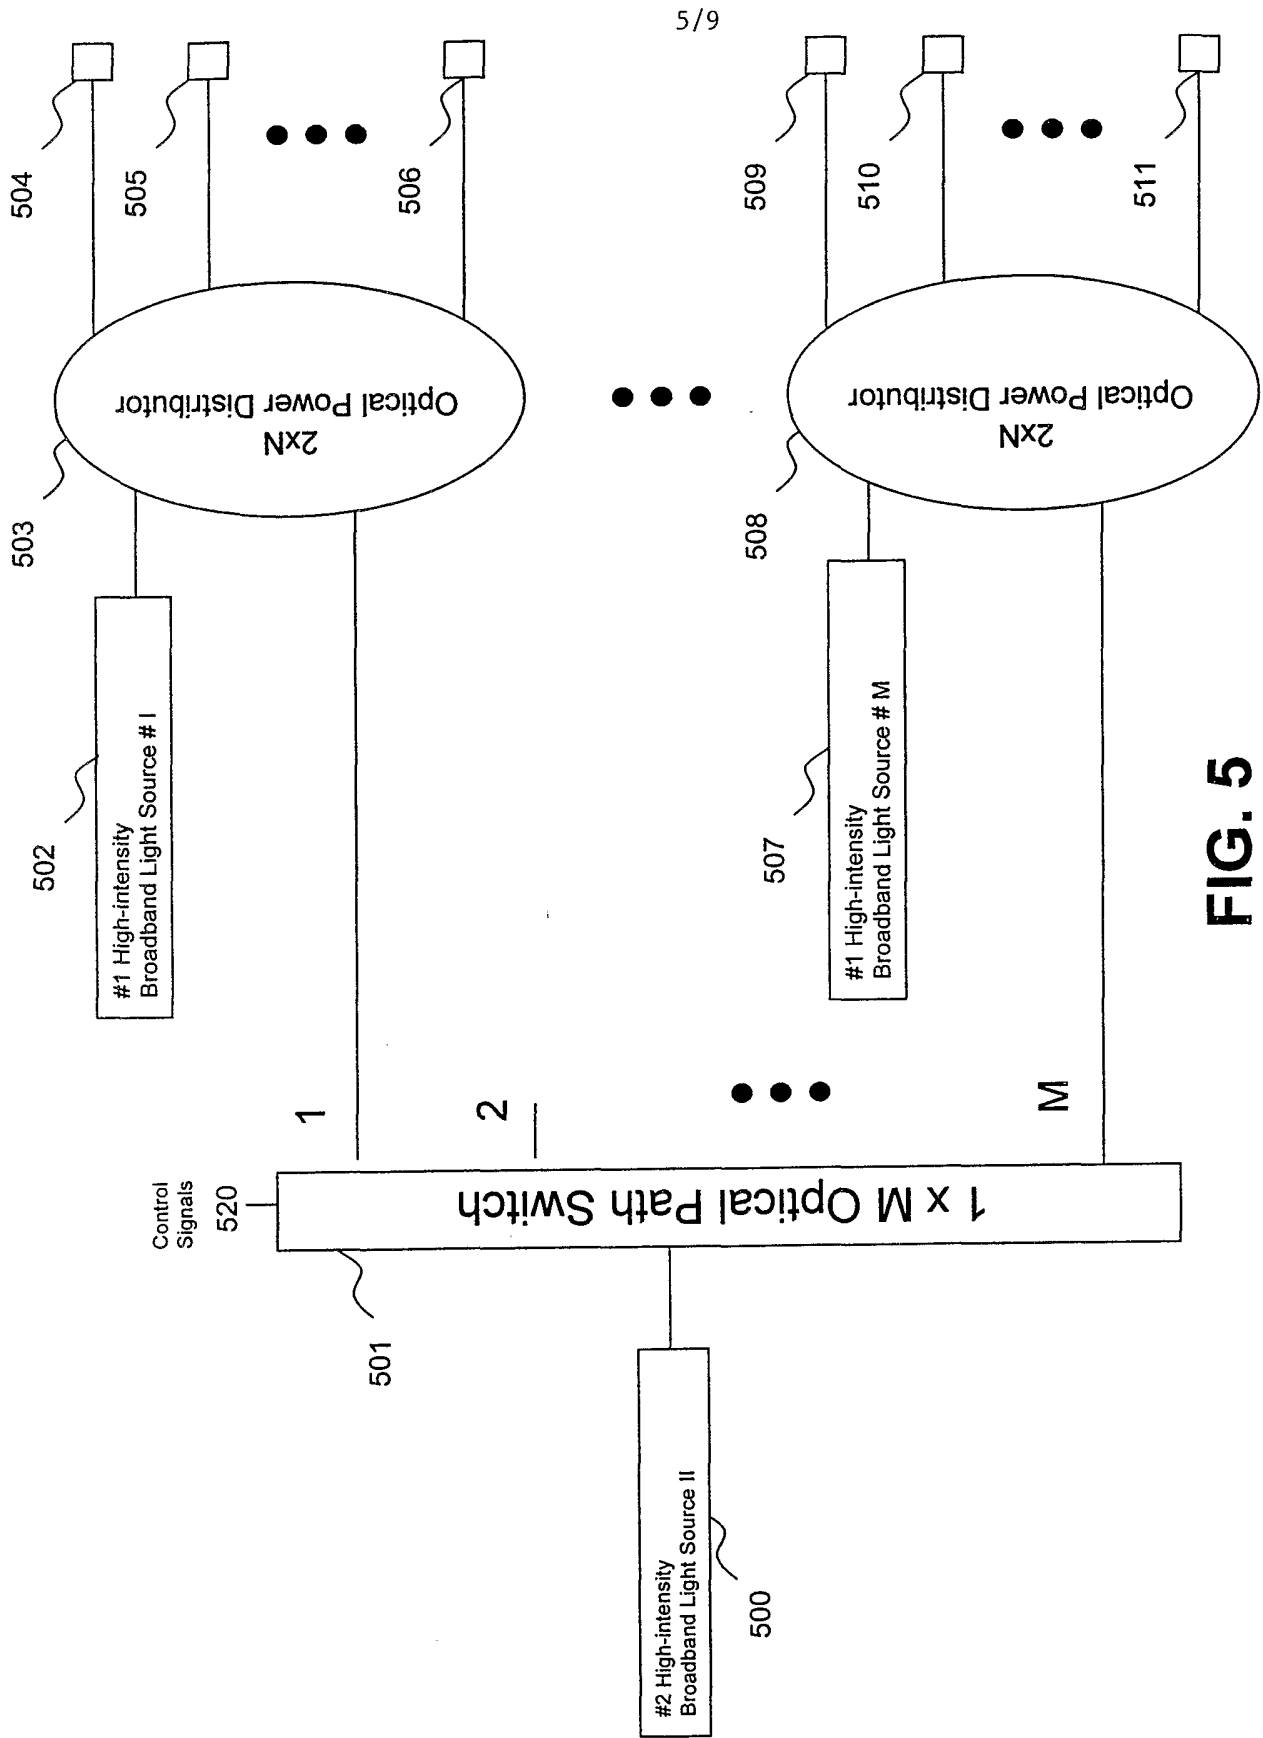 5/9
504
505
506
509
510
511
2xN
Optical Power Distributor
2xN
Optical Power Distributor
503
508
502
#1 High-intensity
Broadband Light Source # I
507
#1 High-intensity
Broadband Light Source # M
1
2
M
Control
Signals
520
1 x M Optical Path Switch
501
#2 High-intensity
Broadband Light Source II
500
FIG. 5